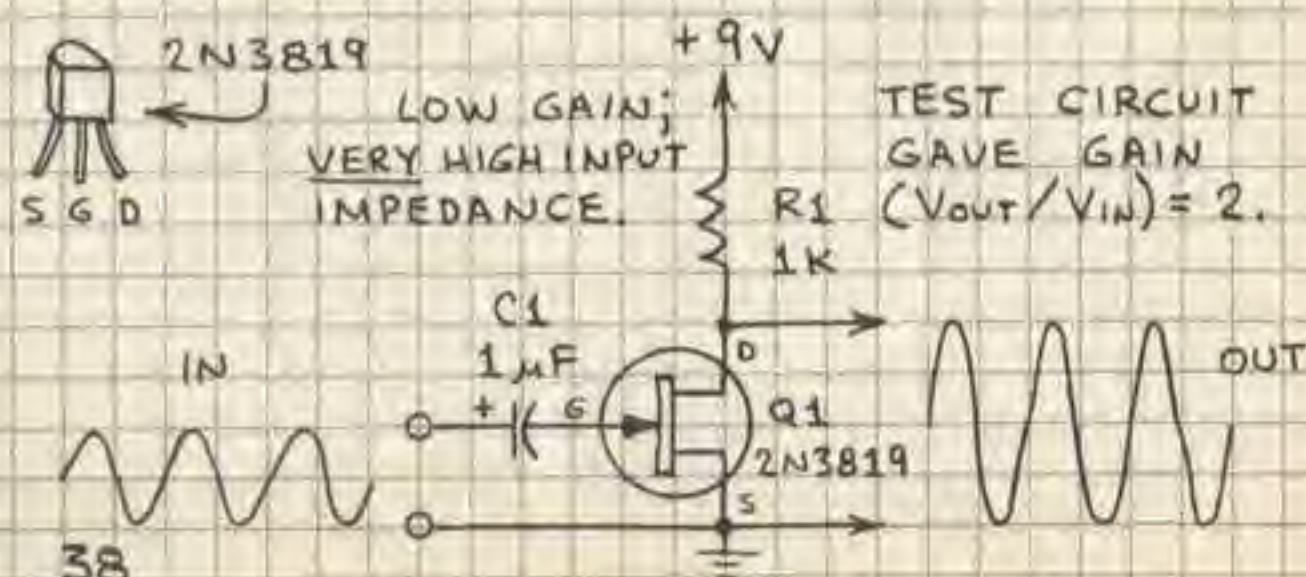 2N3819
S G D
LOW GAIN;
VERY HIGH INPUT
IMPEDANCE.
+9V
R1
1K
TEST CIRCUIT
GAVE GAIN
(VOUT/VIN) = 2.
IN
C1
1µF
+
G
D
Q1
2N3819
S
OUT
38